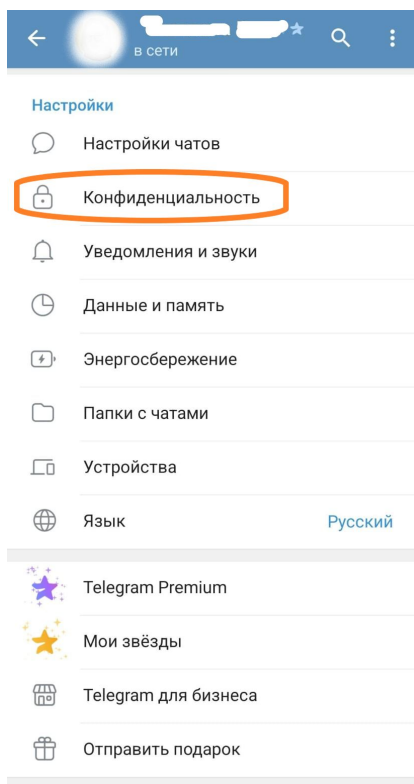 в сети
Настройки
Настройки чатов
Конфиденциальность
Уведомления и звуки
Данные и память
Энергосбережение
Папки с чатами
Устройства
Язык Русский
Telegram Premium
Мои звёзды
Telegram для бизнеса
Отправить подарок